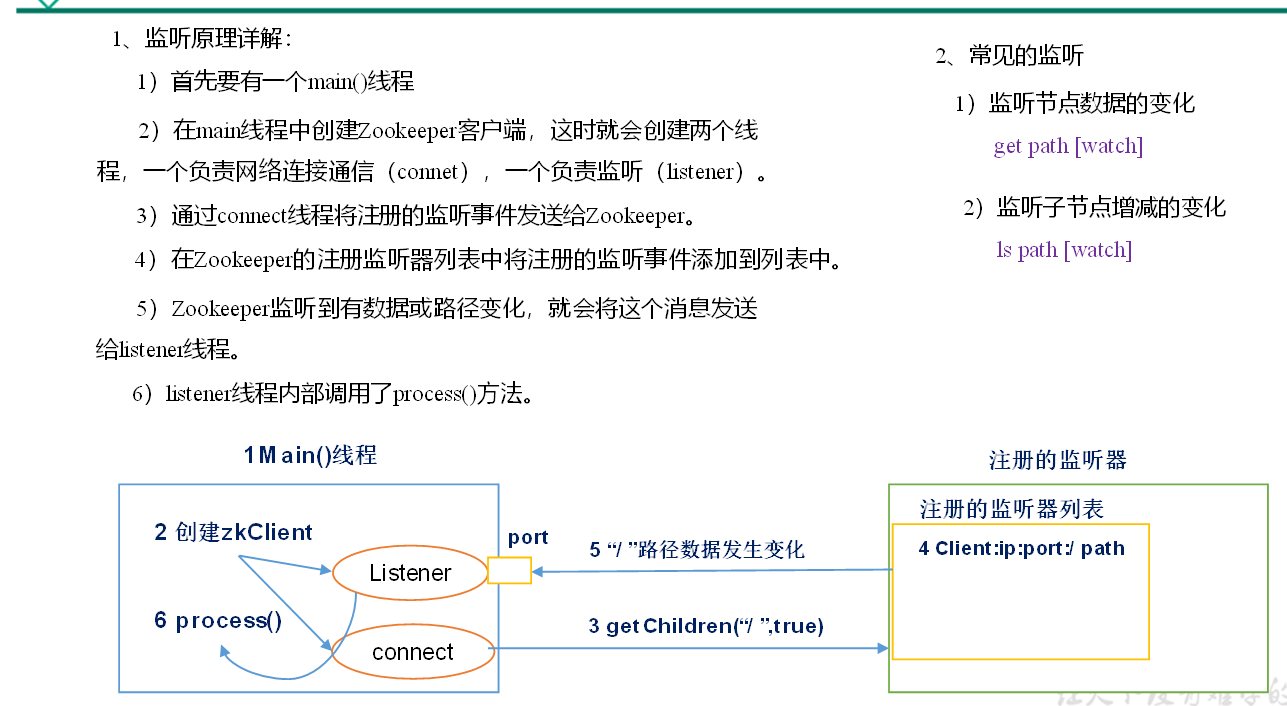 1、监听原理详解：
1）首先要有一个main()线程
2）在main线程中创建Zookeeper客户端，这时就会创建两个线
程，一个负责网络连接通信（connet），一个负责监听（listener）。
3）通过connect线程将注册的监听事件发送给Zookeeper。
4）在Zookeeper的注册监听器列表中将注册的监听事件添加到列表中。
5）Zookeeper监听到有数据或路径变化，就会将这个消息发送
给listener线程。
6）listener线程内部调用了process()方法。
2、常见的监听
1）监听节点数据的变化
get path [watch]
2）监听子节点增减的变化
ls path [watch]
1Main()线程
2 创建zkClient
Listener
port
6 process()
connect
5 “/ ”路径数据发生变化
3 getChildren(“/ ”,true)
注册的监听器
注册的监听器列表
4 Client:ip:port:/ path